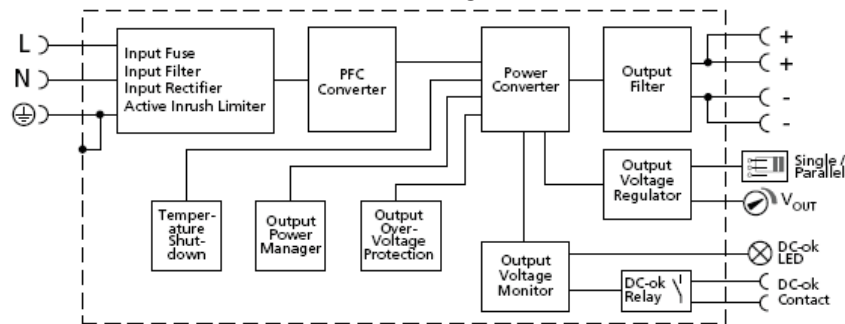 L
N
Input Fuse
Input Filter
Input Rectifier
Active Inrush Limiter
PFC
Converter
Power
Converter
Output
Filter
+
+
-
-
Temper-
ature
Shut-
down
Output
Power
Manager
Output
Over-
Voltage
Protection
Output
Voltage
Regulator
Single /
Parallel
VOUT
Output
Voltage
Monitor
DC-ok
LED
DC-ok
Relay
DC-ok
Contact